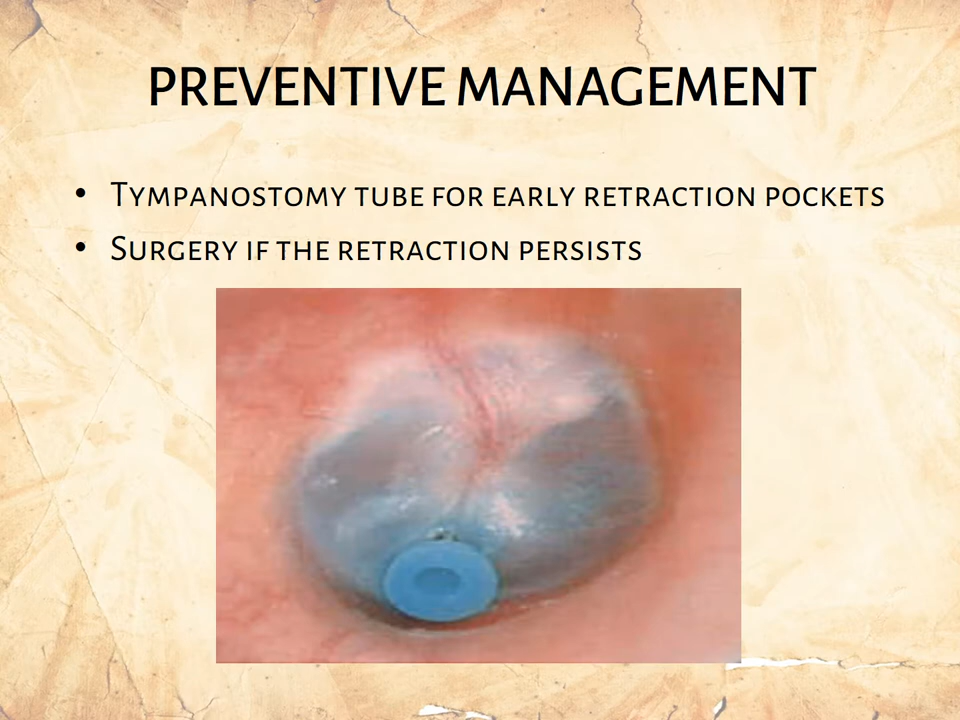 PREVENTIVE MANAGEMENT
• TYMPANOSTOMY TUBE FOR EARLY RETRACTION POCKETS
• SURGERY IF THE RETRACTION PERSISTS